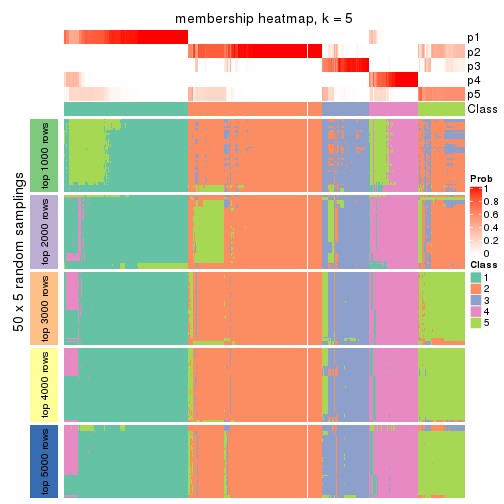 membership heatmap, k = 5
p1
p2
p3
p4
p5
Class
50 x 5 random samplings
top 1000 rows
top 2000 rows
top 3000 rows
top 4000 rows
top 5000 rows
Prob
1
0.8
0.6
0.4
0.2
0
Class
1
2
3
4
5